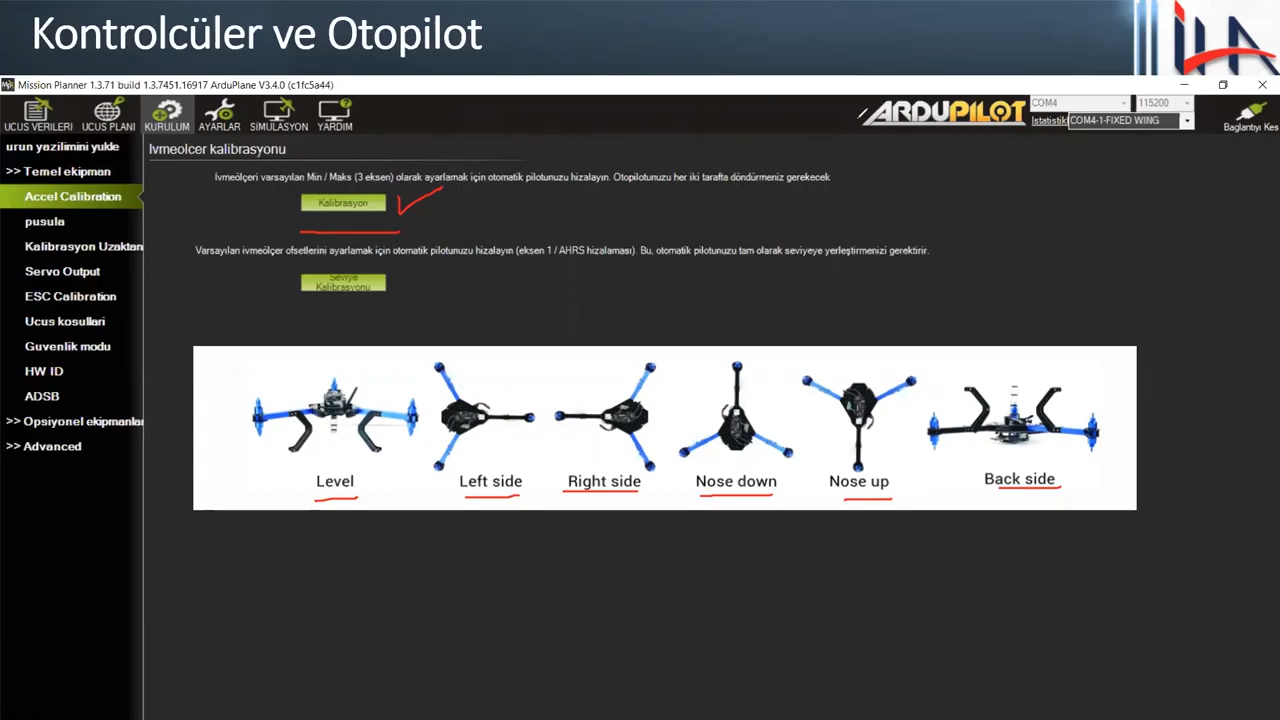 Kontrolcüler ve Otopilot
İHA
Mission Planner 1.3.71 build 1.3.7451.16917 ArduPlane V3.4.0 (c1fc5a44)
UCUS VERILERI UCUS PLANI KURULUM AYARLAR SIMULASYON YARDIM
ARDUPILOT
COM4 115200
Istatistik COM4-1-FIXED WING
Baglantıyı Kes
urun yazilimini yukle
>> Temel ekipman
Accel Calibration
pusula
Kalibrasyon Uzaktan
Servo Output
ESC Calibration
Ucus kosullari
Guvenlik modu
HW ID
ADSB
>> Opsiyonel ekipmanlar
>> Advanced
Ivmeolcer kalibrasyonu
İvmeölçeri varsayılan Min / Maks (3 eksen) olarak ayarlamak için otomatik pilotunuzu hizalayın. Otopilotunuzu her iki tarafta döndürmeniz gerekecek
Kalibrasyon
Varsayılan ivmeölçer ofsetlerini ayarlamak için otomatik pilotunuzu hizalayın (eksen 1 / AHRS hizalaması). Bu, otomatik pilotunuzu tam olarak seviyeye yerleştirmenizi gerektirir.
Seviye
Kalibrasyonu
Level Left side Right side Nose down Nose up Back side